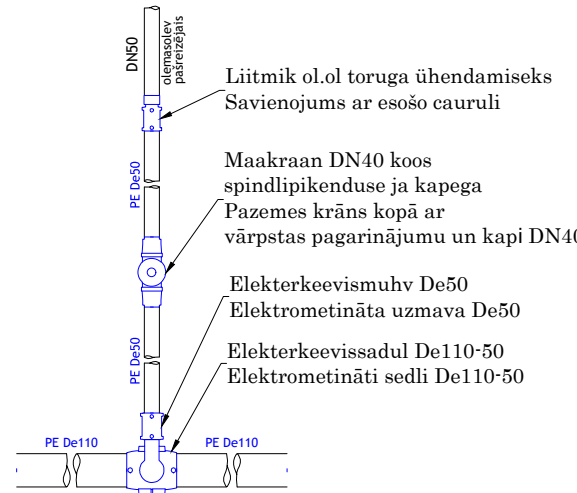 DN50
olemasolev
pašreizējais
Liitmik ol.ol toruga ühendamiseks
Savienojums ar esošo cauruli
PE De50
Maakraan DN40 koos
spindlipikenduse ja kapega
Pazemes krāns kopā ar
vārpstas pagarinājumu un kapi DN40
Elekterkeevismuhv De50
Elektrometināta uzmava De50
PE De50
Elekterkeevissadul De110-50
Elektrometināti sedli De110-50
PE De110
PE De110